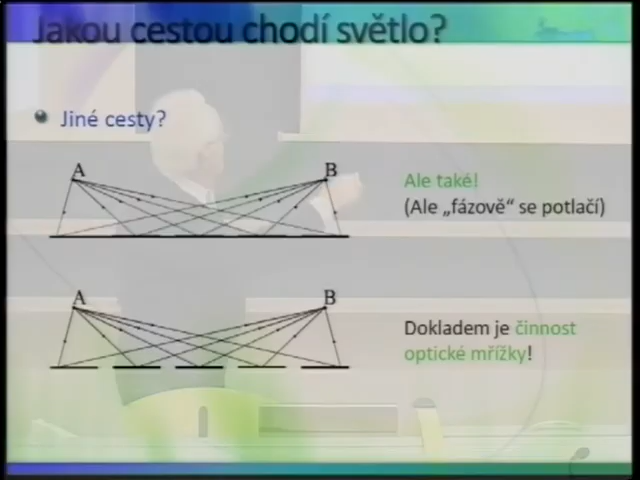 Jakou cestou chodí světlo?
Jiné cesty?
A B
Ale také!
(Ale „fázově“ se potlačí)
A B
Dokladem je činnost
optické mřížky!